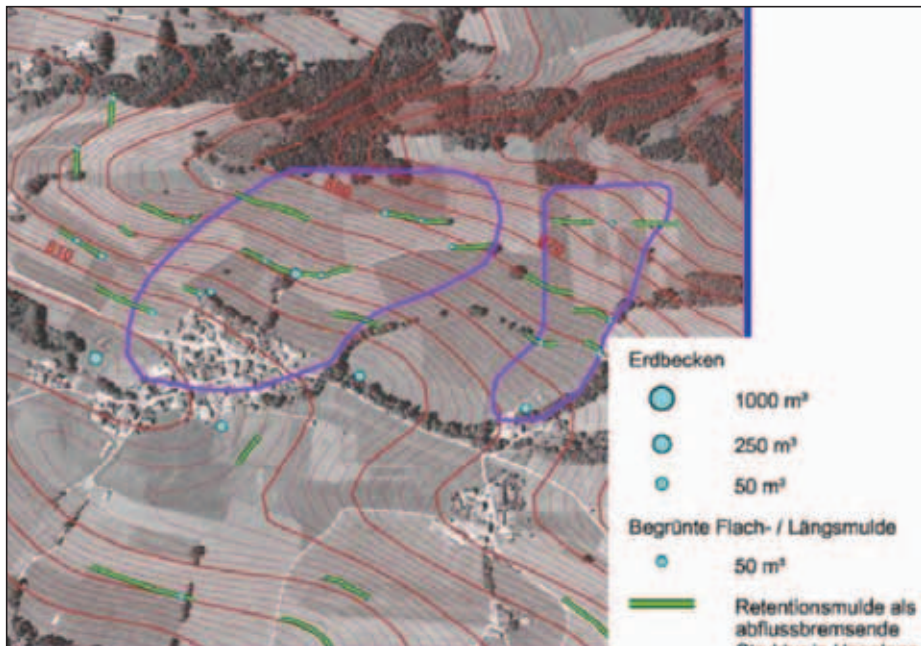 810
Erdbecken
1000 m³
250 m³
50 m³
Begrünte Flach- / Längsmulde
50 m³
Retentionsmulde als
abflussbremsende